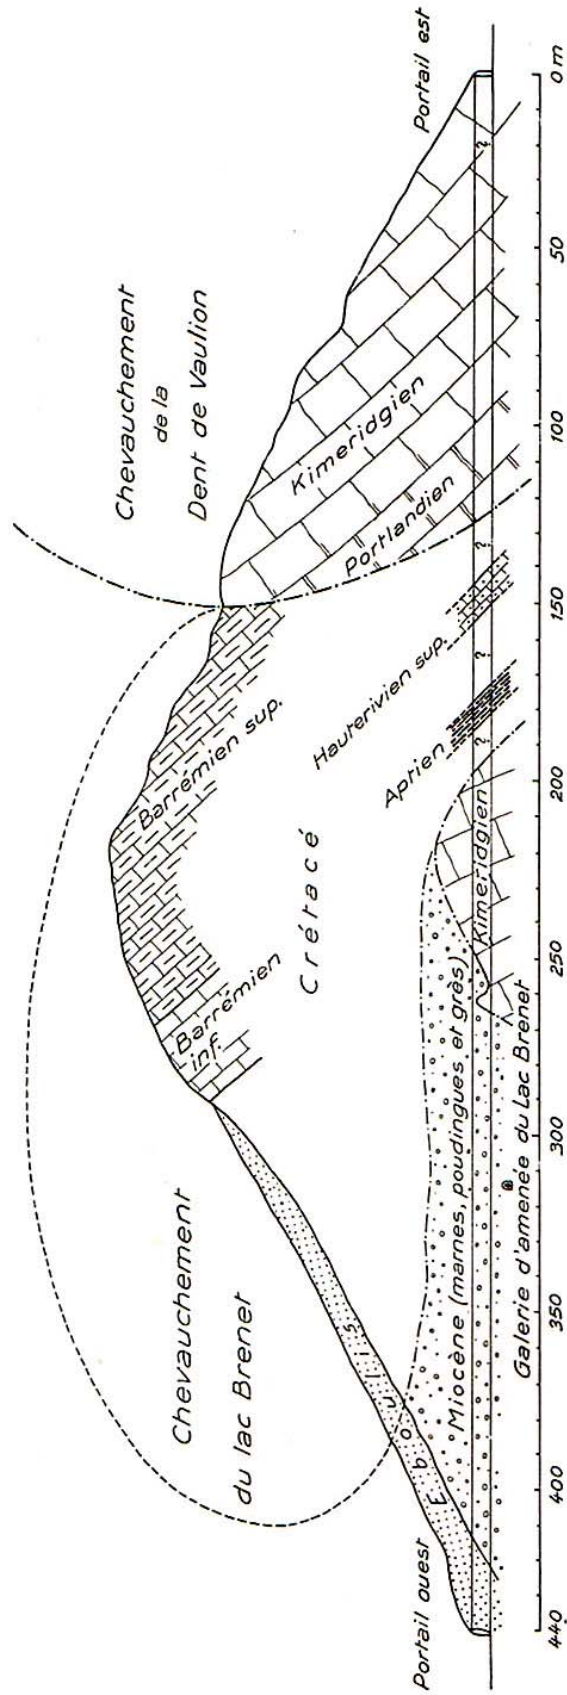 Chevauchement
du lac Brenet
Chevauchement
de la
Dent de Vaulion
Portail ouest
Eboulis
Barrémien
inf.
Barrémien sup.
Crétacé
Hauterivien sup.
Aptien
Kimeridgien
Portlandien
Portail est
Miocène (marnes, poudingues et grès)
Kimeridgien
?
?
?
?
Galerie d'amenée du Lac Brenet
440
400
350
300
250
200
150
100
50
0 m